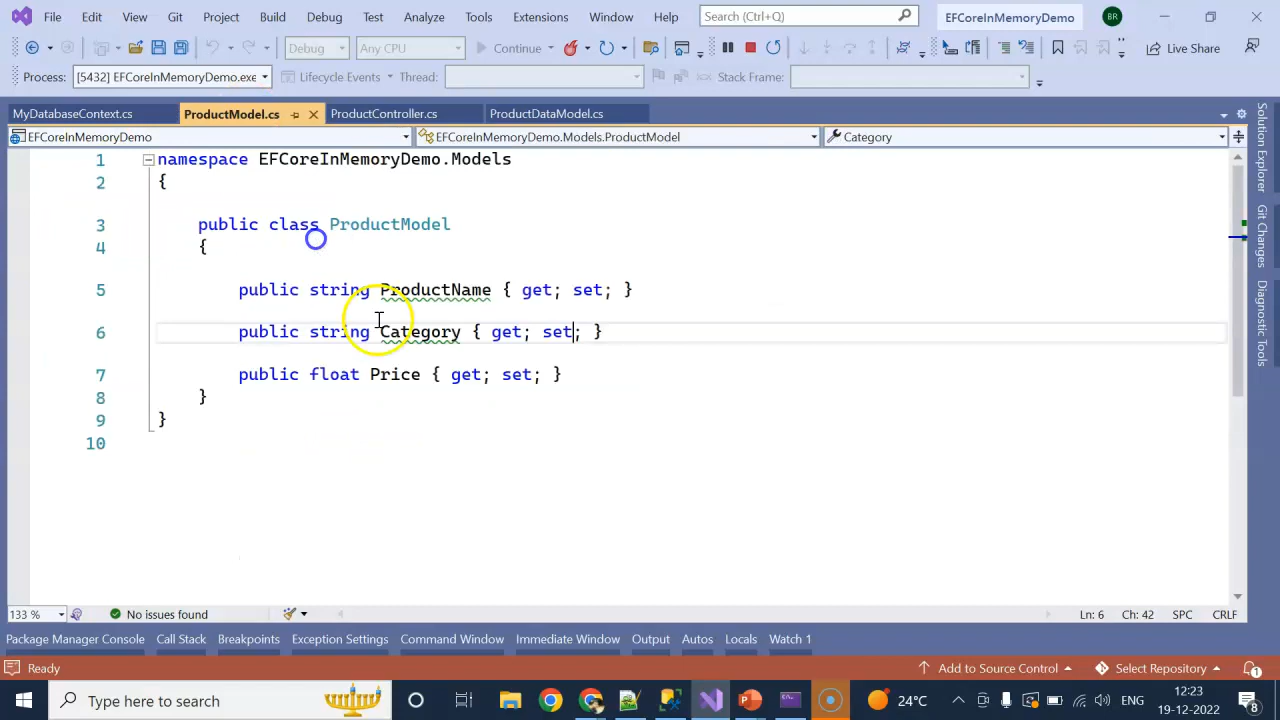 File Edit View Git Project Build Debug Test Analyze Tools Extensions Window Help Search (Ctrl+Q) EFCoreInMemoryDemo BR
Debug Any CPU Continue Live Share
Process: [5432] EFCoreInMemoryDemo.exe Lifecycle Events Thread: Stack Frame:
MyDatabaseContext.cs ProductModel.cs ProductController.cs ProductDataModel.cs
EFCoreInMemoryDemo EFCoreInMemoryDemo.Models.ProductModel Category
1 namespace EFCoreInMemoryDemo.Models
2 {
3 public class ProductModel
4 {
5 public string ProductName { get; set; }
6 public string Category { get; set; }
7 public float Price { get; set; }
8 }
9 }
10
Solution Explorer
Git Changes
Diagnostic Tools
133 % No issues found Ln: 6 Ch: 42 SPC CRLF
Package Manager Console Call Stack Breakpoints Exception Settings Command Window Immediate Window Output Autos Locals Watch 1
Ready Add to Source Control Select Repository 1
Type here to search 24°C ENG 12:23
19-12-2022 8